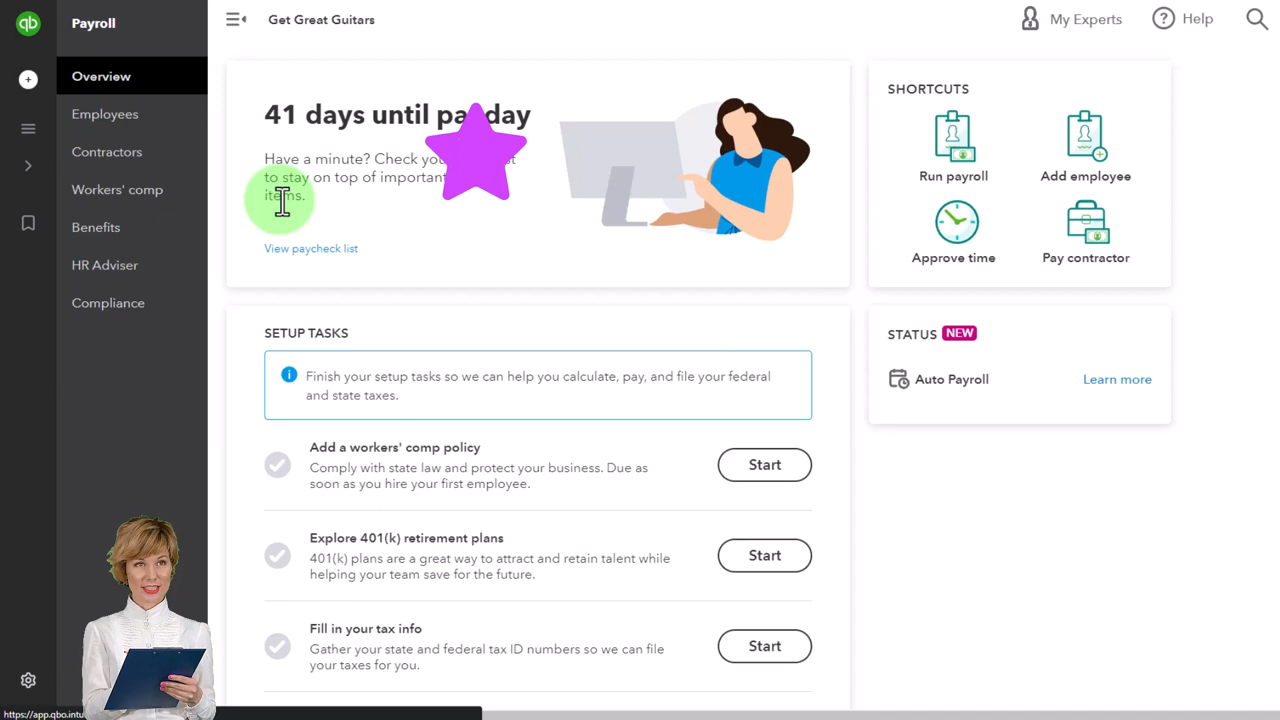 qb
Payroll
Get Great Guitars
My Experts
Help
Overview
Employees
Contractors
Workers' comp
Benefits
HR Adviser
Compliance
41 days until payday
Have a minute? Check
to stay on top of important
items.
View paycheck list
SHORTCUTS
Run payroll
Add employee
Approve time
Pay contractor
SETUP TASKS
Finish your setup tasks so we can help you calculate, pay, and file your federal
and state taxes.
Add a workers' comp policy
Comply with state law and protect your business. Due as
soon as you hire your first employee.
Start
Explore 401(k) retirement plans
401(k) plans are a great way to attract and retain talent while
helping your team save for the future.
Start
Fill in your tax info
Gather your state and federal tax ID numbers so we can file
your taxes for you.
Start
STATUS NEW
Auto Payroll
Learn more
https://app.qbo.intu